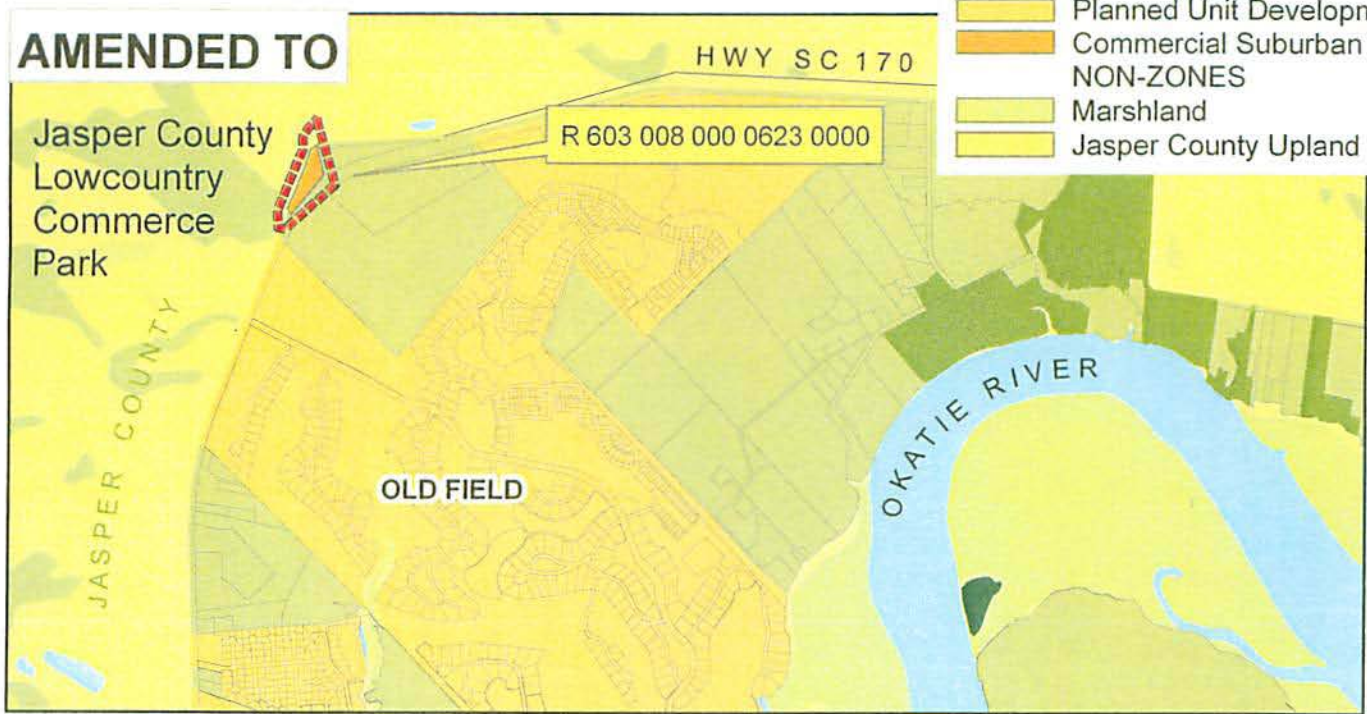 AMENDED TO
Jasper County
Lowcountry
Commerce
Park
HWY SC 170
R 603 008 000 0623 0000
Planned Unit Developm
Commercial Suburban
NON-ZONES
Marshland
Jasper County Upland
JASPER COUNTY
OLD FIELD
OKATIE RIVER